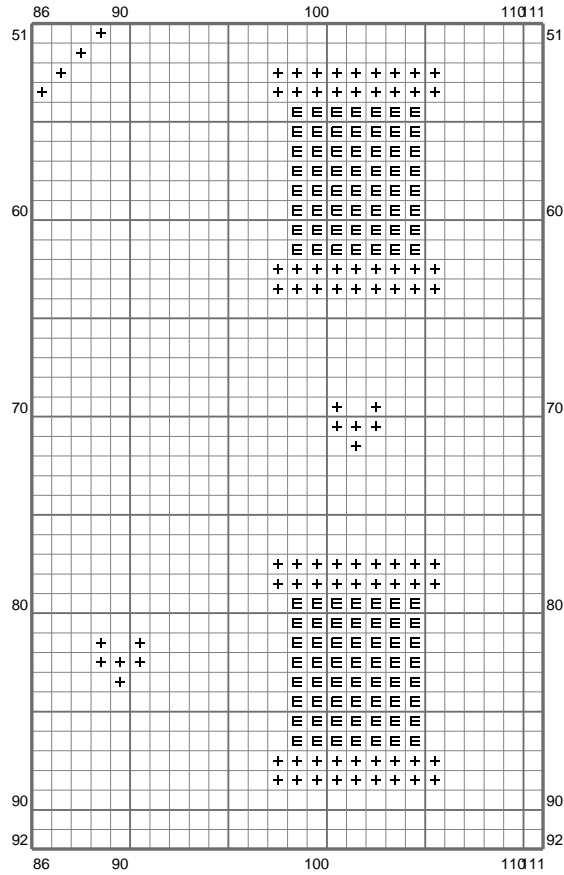 86 90 100 110 111
51 + 51
+
+ + + + + + + + + +
+ + + + + + + + + +
E E E E E E E
E E E E E E E
E E E E E E E
E E E E E E E
E E E E E E E
60 E E E E E E E 60
E E E E E E E
E E E E E E E
+ + + + + + + + +
+ + + + + + + + +
70 + + 70
+ + +
+
+ + + + + + + + +
+ + + + + + + + +
80 E E E E E E E 80
E E E E E E E
+ + E E E E E E E
+ + + E E E E E E E
+ E E E E E E E
E E E E E E E
E E E E E E E
E E E E E E E
+ + + + + + + + +
+ + + + + + + + +
90 90
92 92
86 90 100 110 111